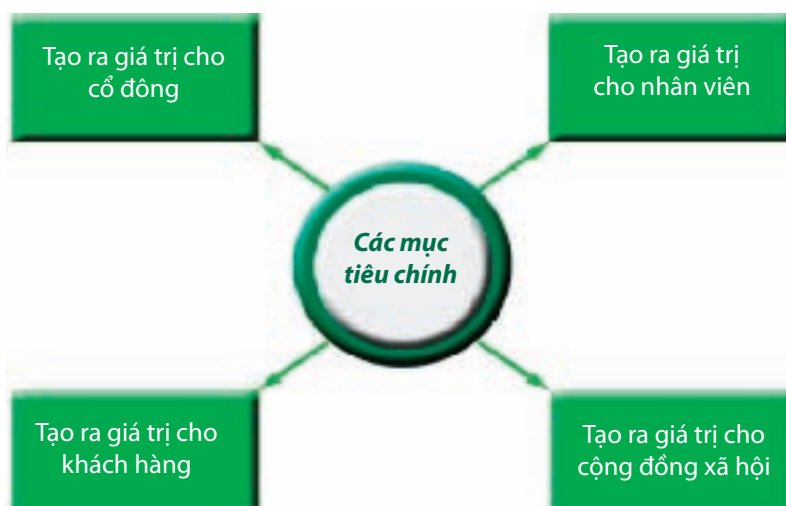 Tạo ra giá trị cho
cổ đông
Tạo ra giá trị
cho nhân viên
Các mục
tiêu chính
Tạo ra giá trị cho
khách hàng
Tạo ra giá trị cho
cộng đồng xã hội